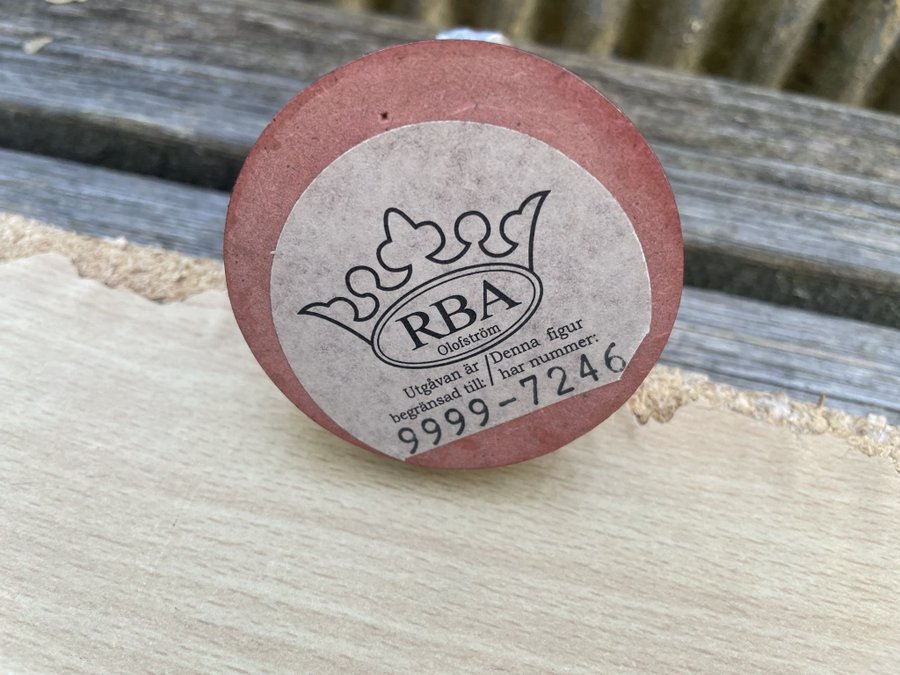 RBA
Olofström
Utgåvan är / Denna figur
begränsad till: / har nummer:
9999-7246